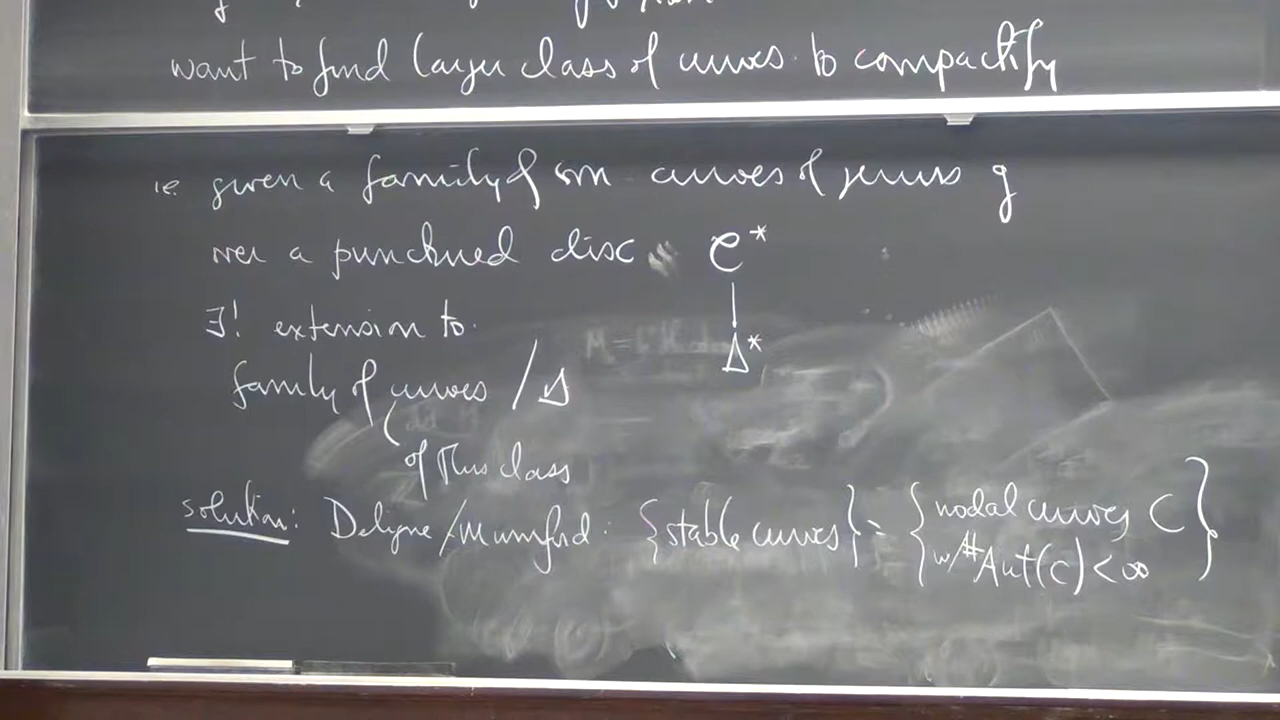 want to find larger class of curves to compactify
i.e. given a family of sm curves of genus g
over a punctured disc C*
∃! extension to
Δ*
family of curves / Δ
of this class
solution: Deligne/Mumford: {stable curves} = {nodal curves C
w/ # Aut(C) < ∞}